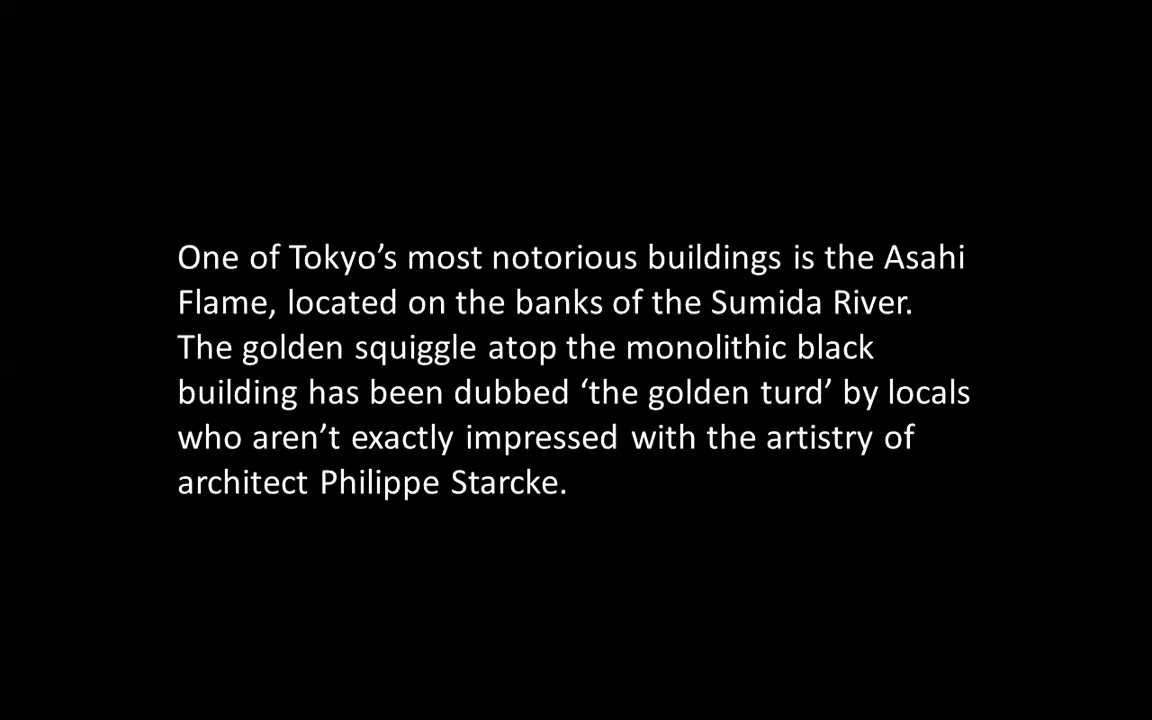 One of Tokyo’s most notorious buildings is the Asahi
Flame, located on the banks of the Sumida River.
The golden squiggle atop the monolithic black
building has been dubbed ‘the golden turd’ by locals
who aren’t exactly impressed with the artistry of
architect Philippe Starcke.